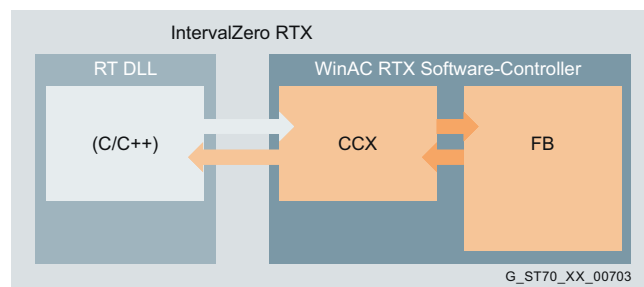 IntervalZero RTX
RT DLL
WinAC RTX Software-Controller
(C/C++)
CCX
FB
G_ST70_XX_00703